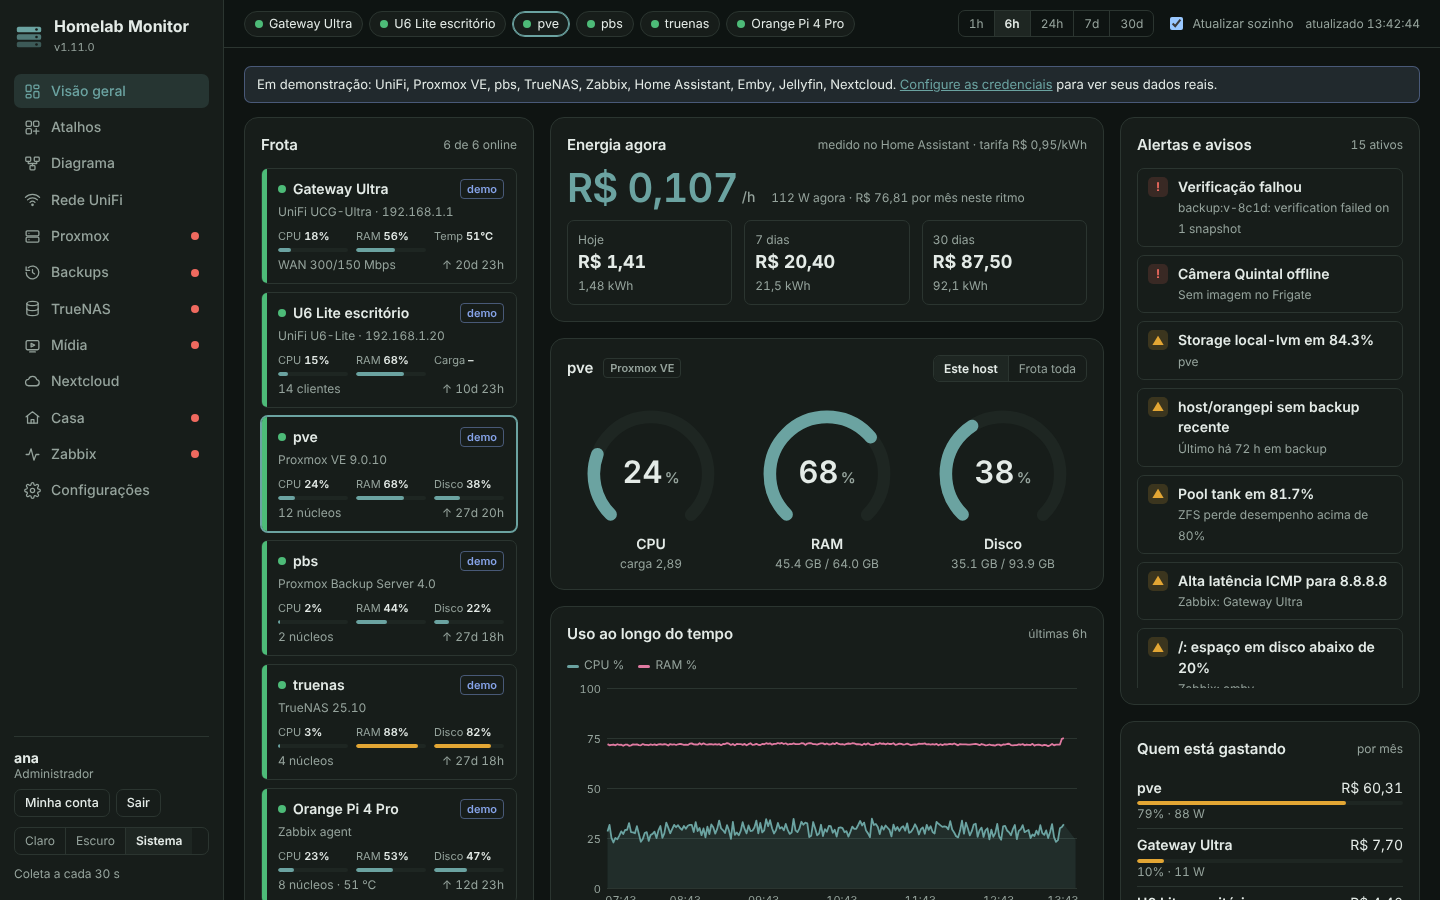 Homelab Monitor
v1.11.0
Visão geral
Atalhos
Diagrama
Rede UniFi
Proxmox
Backups
TrueNAS
Mídia
Nextcloud
Casa
Zabbix
Configurações
ana
Administrador
Minha conta
Sair
Claro
Escuro
Sistema
Coleta a cada 30 s
Gateway Ultra
U6 Lite escritório
pve
pbs
truenas
Orange Pi 4 Pro
1h
6h
24h
7d
30d
Atualizar sozinho
atualizado 13:42:44
Em demonstração: UniFi, Proxmox VE, pbs, TrueNAS, Zabbix, Home Assistant, Emby, Jellyfin, Nextcloud. Configure as credenciais para ver seus dados reais.
Frota
6 de 6 online
Gateway Ultra
demo
UniFi UCG-Ultra · 192.168.1.1
CPU 18%
RAM 56%
Temp 51°C
WAN 300/150 Mbps
↑ 20d 23h
U6 Lite escritório
demo
UniFi U6-Lite · 192.168.1.20
CPU 15%
RAM 68%
Carga –
14 clientes
↑ 10d 23h
pve
demo
Proxmox VE 9.0.10
CPU 24%
RAM 68%
Disco 38%
12 núcleos
↑ 27d 20h
pbs
demo
Proxmox Backup Server 4.0
CPU 2%
RAM 44%
Disco 22%
2 núcleos
↑ 27d 18h
truenas
demo
TrueNAS 25.10
CPU 3%
RAM 88%
Disco 82%
4 núcleos
↑ 27d 18h
Orange Pi 4 Pro
demo
Zabbix agent
CPU 23%
RAM 53%
Disco 47%
8 núcleos · 51 °C
↑ 12d 23h
Energia agora
medido no Home Assistant · tarifa R$ 0,95/kWh
R$ 0,107 /h
112 W agora · R$ 76,81 por mês neste ritmo
Hoje
R$ 1,41
1,48 kWh
7 dias
R$ 20,40
21,5 kWh
30 dias
R$ 87,50
92,1 kWh
pve
Proxmox VE
Este host
Frota toda
24 %
CPU
carga 2,89
68 %
RAM
45.4 GB / 64.0 GB
38 %
Disco
35.1 GB / 93.9 GB
Uso ao longo do tempo
últimas 6h
CPU %
RAM %
100
75
50
25
0
07:43
08:43
09:43
10:43
11:43
12:43
13:43
Alertas e avisos
15 ativos
Verificação falhou
backup:v-8c1d: verification failed on
1 snapshot
Câmera Quintal offline
Sem imagem no Frigate
Storage local-lvm em 84.3%
pve
host/orangepi sem backup
recente
Último há 72 h em backup
Pool tank em 81.7%
ZFS perde desempenho acima de
80%
Alta latência ICMP para 8.8.8.8
Zabbix: Gateway Ultra
/: espaço em disco abaixo de
20%
Zabbix: emby
Quem está gastando
por mês
pve
R$ 60,31
79% · 88 W
Gateway Ultra
R$ 7,70
10% · 11 W